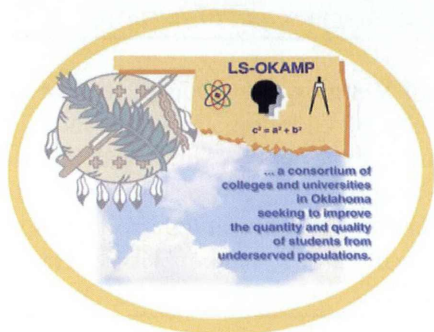 LS-OKAMP
c² = a² + b²
... a consortium of
colleges and universities
in Oklahoma
seeking to improve
the quantity and quality
of students from
underserved populations.